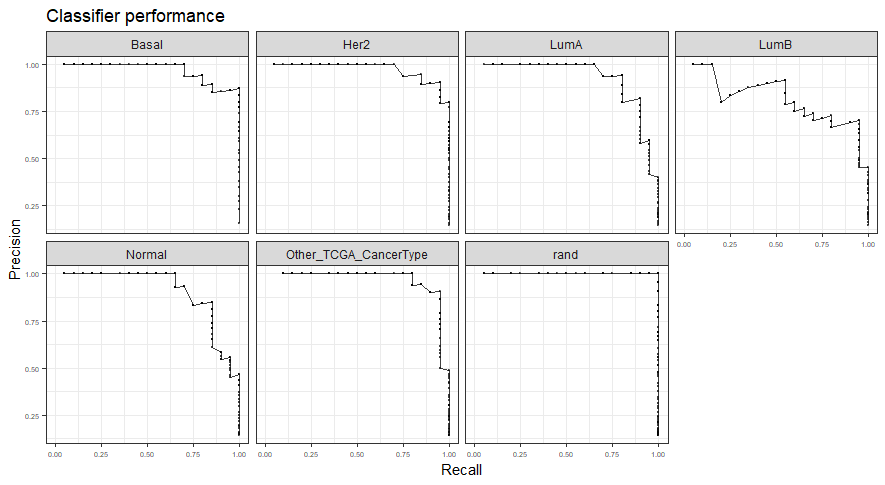 Classifier performance
Basal Her2 LumA LumB
1.00
0.75
0.50
0.25
0.00 0.25 0.50 0.75 1.00
Normal Other_TCGA_CancerType rand
1.00
0.75
0.50
0.25
0.00 0.25 0.50 0.75 1.00 0.00 0.25 0.50 0.75 1.00 0.00 0.25 0.50 0.75 1.00
Precision
Recall